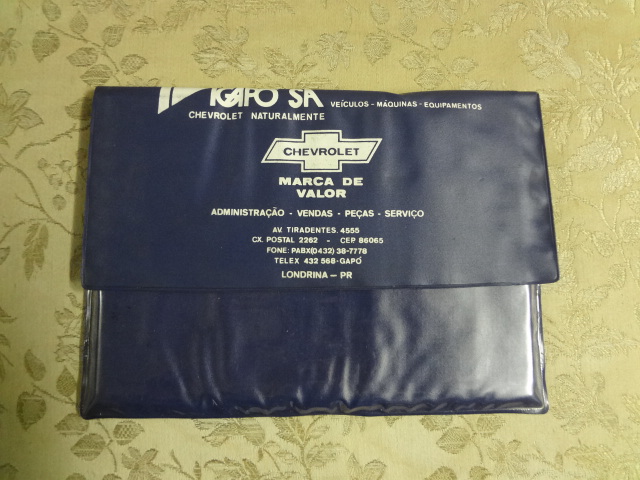 IGAPÓ SA VEÍCULOS - MÁQUINAS - EQUIPAMENTOS
CHEVROLET NATURALMENTE
CHEVROLET
MARCA DE
VALOR
ADMINISTRAÇÃO - VENDAS - PEÇAS - SERVIÇO
AV. TIRADENTES, 4555
CX. POSTAL 2262 - CEP 86065
FONE: PABX(0432) 38-7778
TELEX 432 568-GAPÓ
LONDRINA - PR